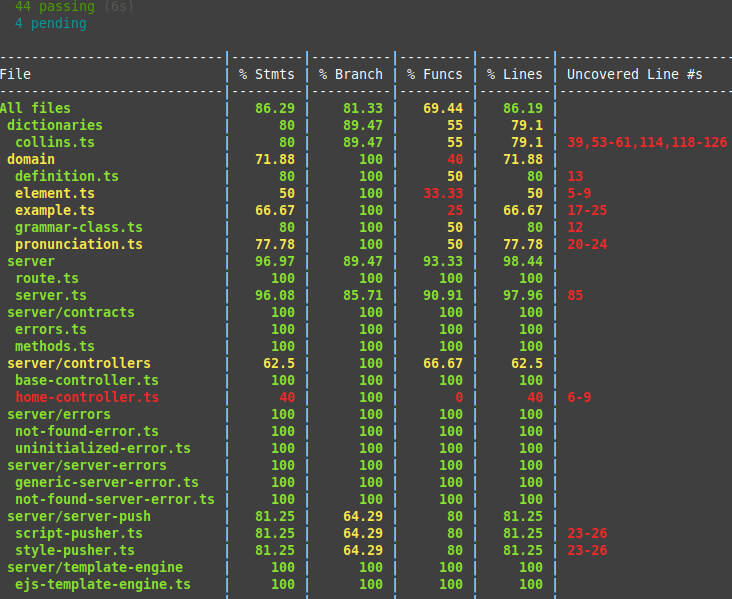 44 passing (6s)
4 pending
----------------------------|----------|----------|----------|----------|---------------------
File                        | % Stmts | % Branch | % Funcs | % Lines | Uncovered Line #s
----------------------------|----------|----------|----------|----------|---------------------
All files | 86.29 | 81.33 | 69.44 | 86.19 |
dictionaries | 80 | 89.47 | 55 | 79.1 |
collins.ts | 80 | 89.47 | 55 | 79.1 | 39,53-61,114,118-126
domain | 71.88 | 100 | 40 | 71.88 |
definition.ts | 80 | 100 | 50 | 80 | 13
element.ts | 50 | 100 | 33.33 | 50 | 5-9
example.ts | 66.67 | 100 | 25 | 66.67 | 17-25
grammar-class.ts | 80 | 100 | 50 | 80 | 12
pronunciation.ts | 77.78 | 100 | 50 | 77.78 | 20-24
server | 96.97 | 89.47 | 93.33 | 98.44 |
route.ts | 100 | 100 | 100 | 100 |
server.ts | 96.08 | 85.71 | 90.91 | 97.96 | 85
server/contracts | 100 | 100 | 100 | 100 |
errors.ts | 100 | 100 | 100 | 100 |
methods.ts | 100 | 100 | 100 | 100 |
server/controllers | 62.5 | 100 | 66.67 | 62.5 |
base-controller.ts | 100 | 100 | 100 | 100 |
home-controller.ts | 40 | 100 | 0 | 40 | 6-9
server/errors | 100 | 100 | 100 | 100 |
not-found-error.ts | 100 | 100 | 100 | 100 |
uninitialized-error.ts | 100 | 100 | 100 | 100 |
server/server-errors | 100 | 100 | 100 | 100 |
generic-server-error.ts | 100 | 100 | 100 | 100 |
not-found-server-error.ts | 100 | 100 | 100 | 100 |
server/server-push | 81.25 | 64.29 | 80 | 81.25 |
script-pusher.ts | 81.25 | 64.29 | 80 | 81.25 | 23-26
style-pusher.ts | 81.25 | 64.29 | 80 | 81.25 | 23-26
server/template-engine | 100 | 100 | 100 | 100 |
ejs-template-engine.ts | 100 | 100 | 100 | 100 |